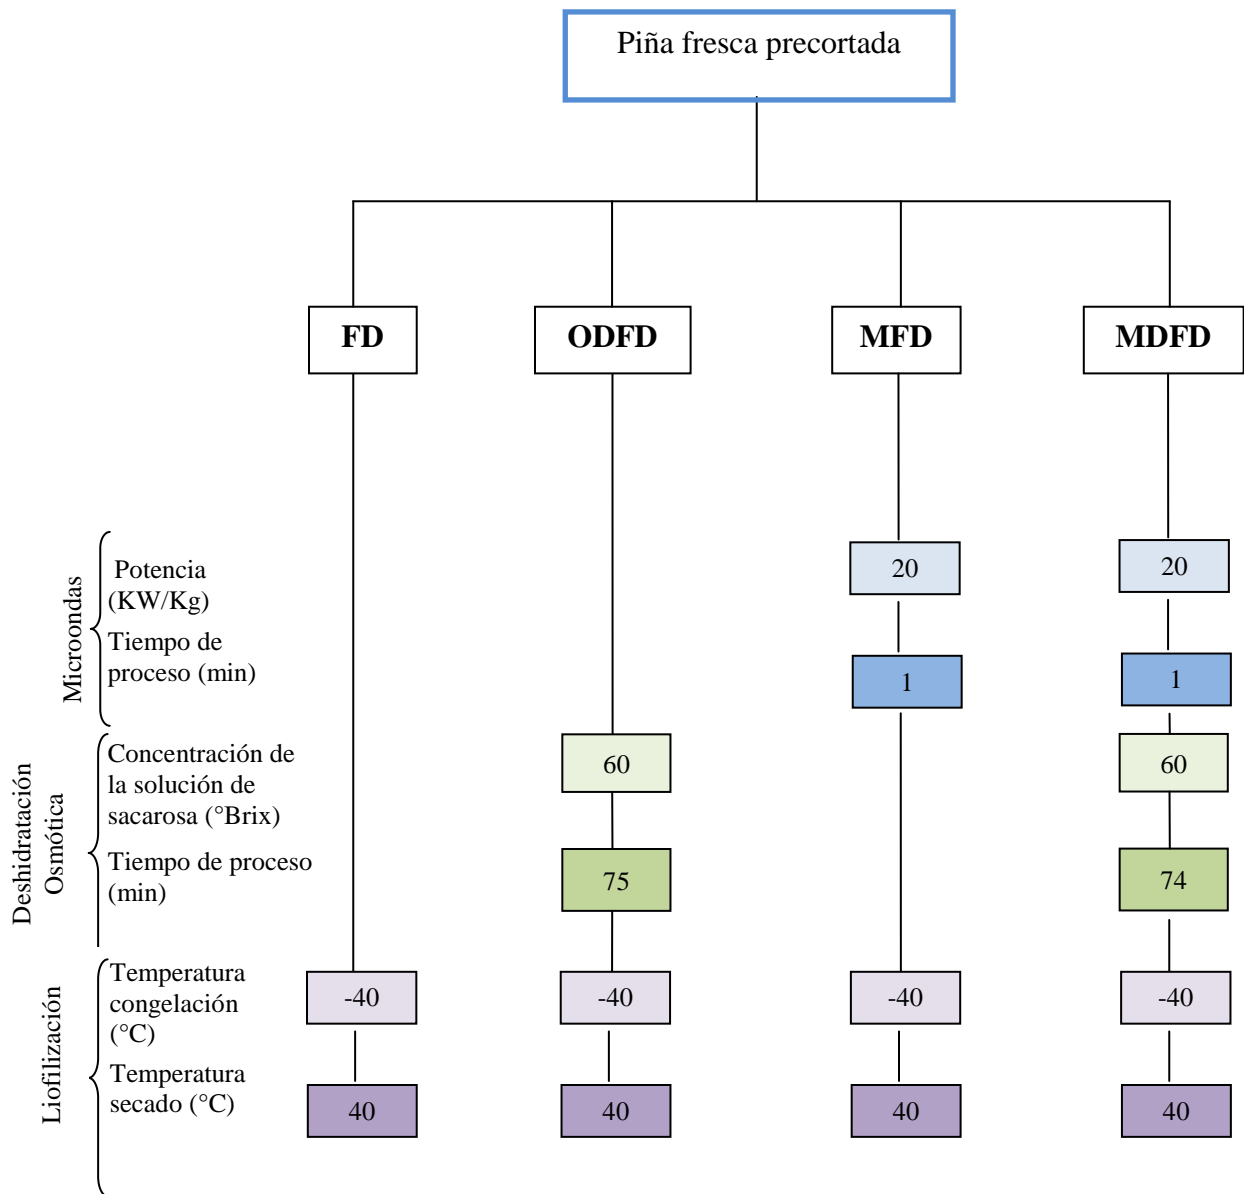 Piña fresca precortada
FD
ODFD
MFD
MDFD
Microondas
Potencia
(KW/Kg)
20
20
Tiempo de
proceso (min)
1
1
Deshidratación
Osmótica
Concentración de
la solución de
sacarosa (°Brix)
60
60
Tiempo de proceso
(min)
75
74
Liofilización
Temperatura
congelación
(°C)
-40
-40
-40
-40
Temperatura
secado (°C)
40
40
40
40